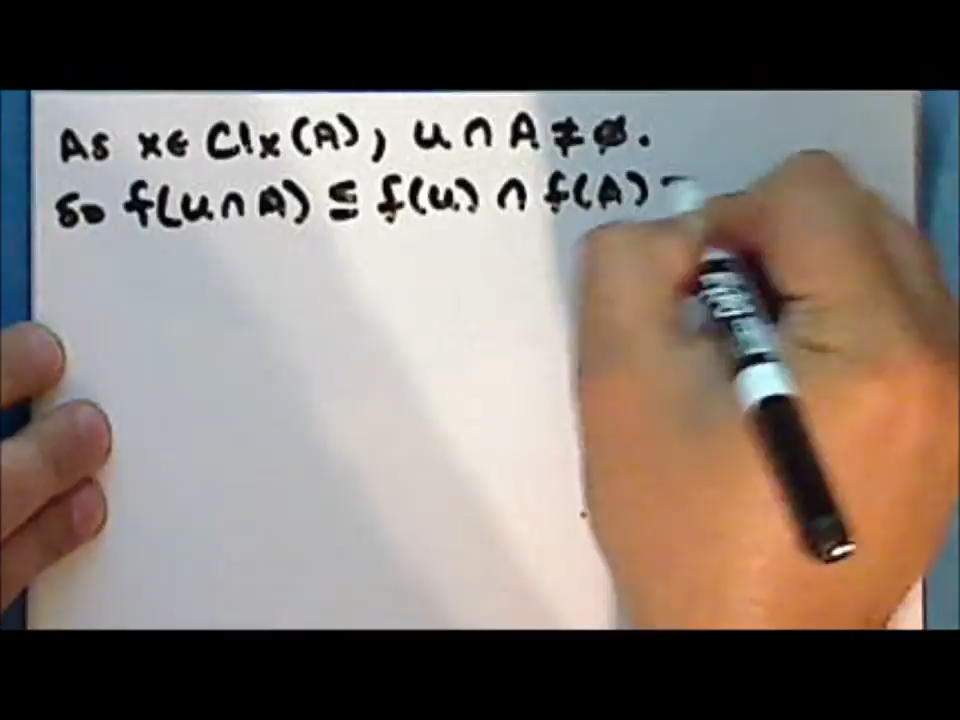 As x ∈ Clx(A), U ∩ A ≠ ∅.
So f(U ∩ A) ⊆ f(U) ∩ f(A)